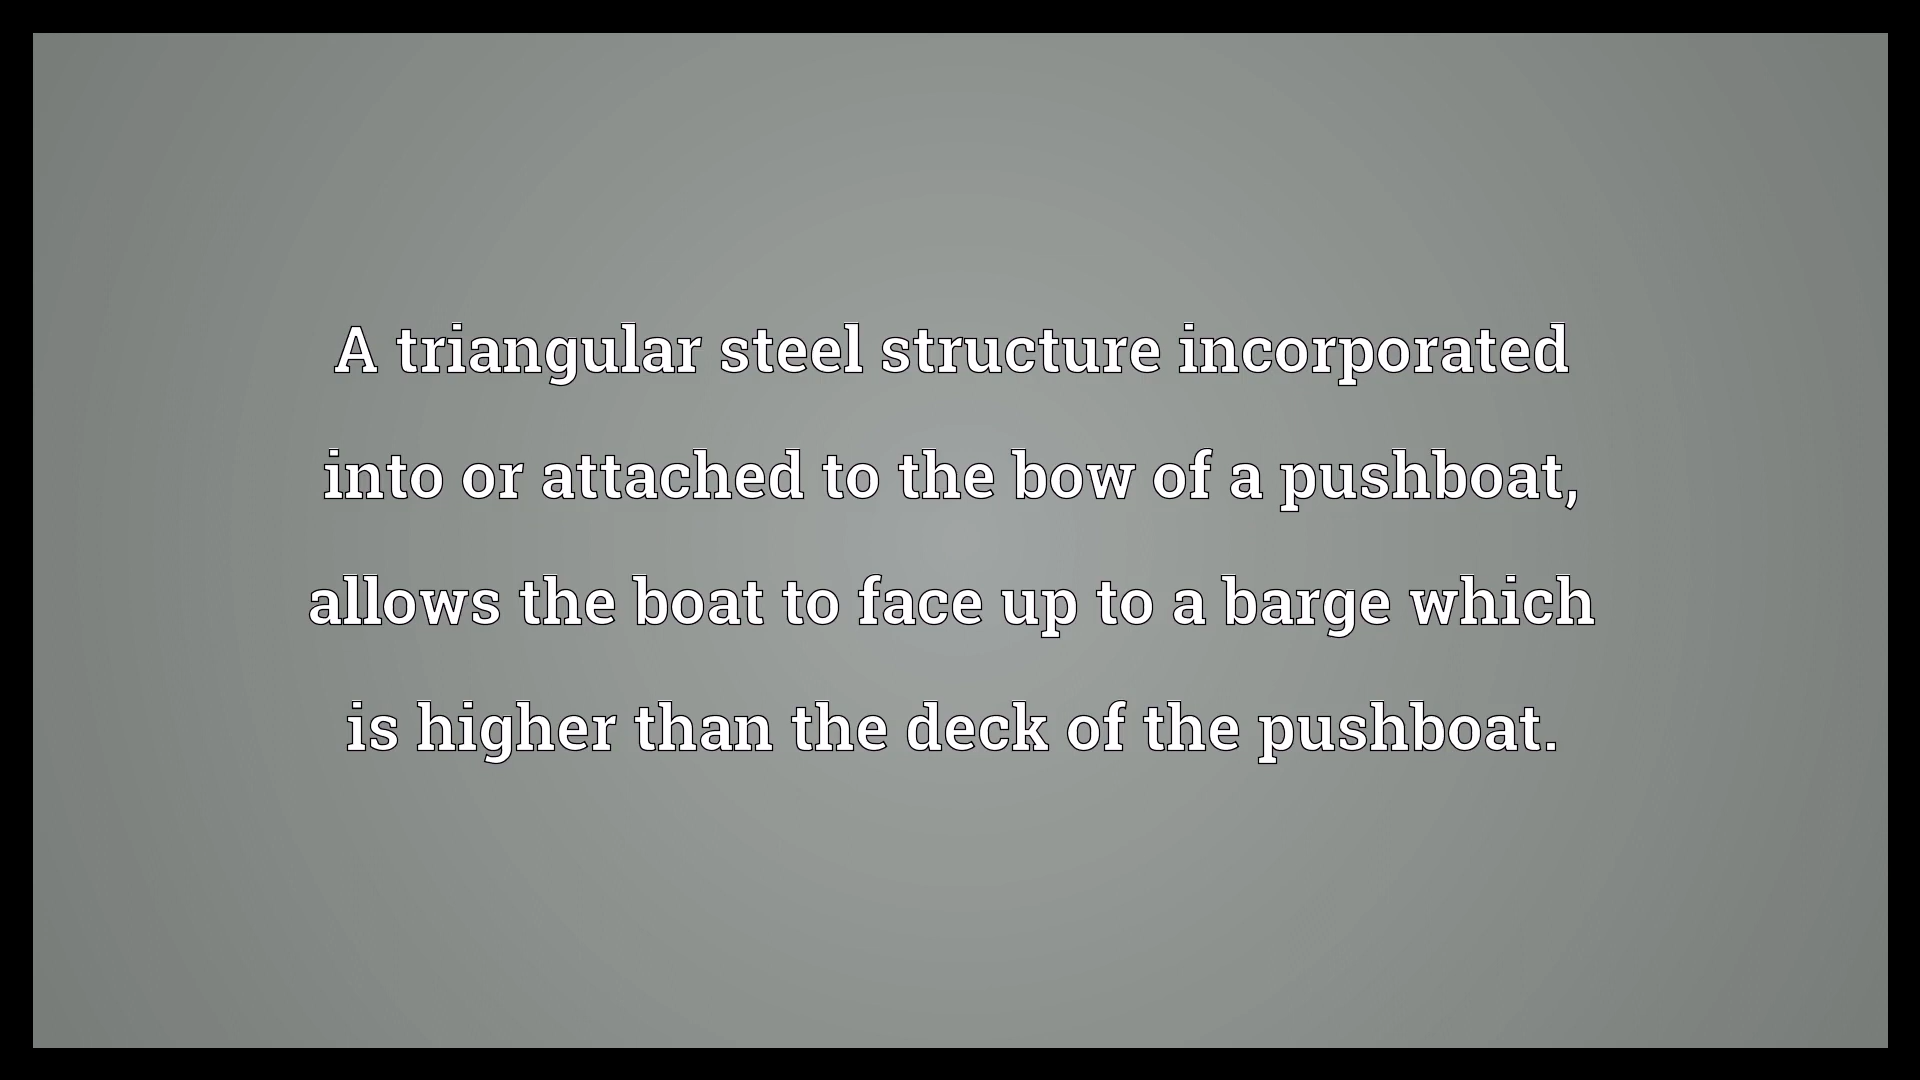 A triangular steel structure incorporated
into or attached to the bow of a pushboat,
allows the boat to face up to a barge which
is higher than the deck of the pushboat.